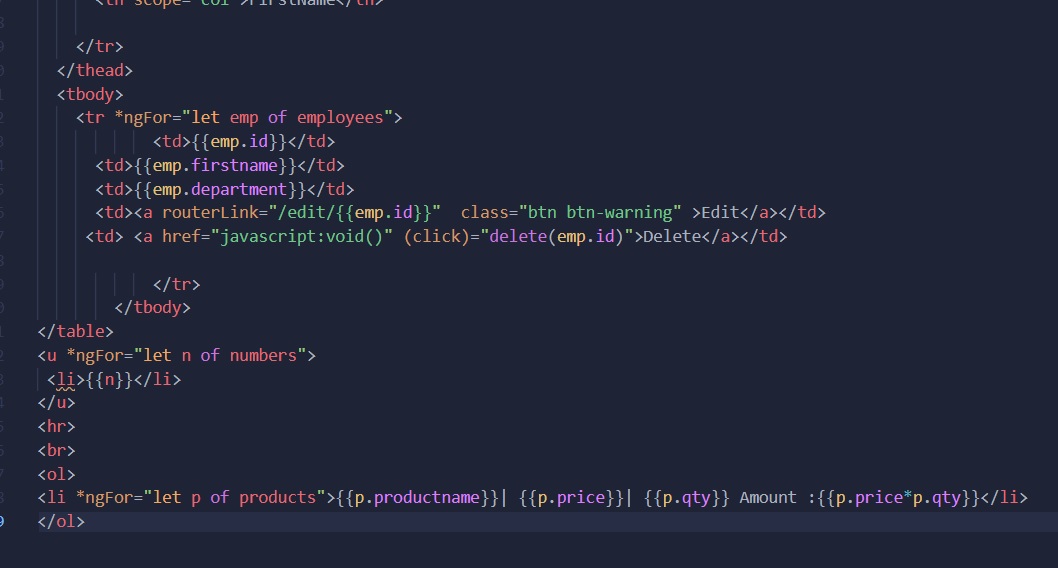 <th scope="col">FirstName</th>
</tr>
</thead>
<tbody>
<tr *ngFor="let emp of employees">
<td>{{emp.id}}</td>
<td>{{emp.firstname}}</td>
<td>{{emp.department}}</td>
<td><a routerLink="/edit/{{emp.id}}"  class="btn btn-warning" >Edit</a></td>
<td> <a href="javascript:void()" (click)="delete(emp.id)">Delete</a></td>
</tr>
</tbody>
</table>
<u *ngFor="let n of numbers">
<li>{{n}}</li>
</u>
<hr>
<br>
<ol>
<li *ngFor="let p of products">{{p.productname}}| {{p.price}}| {{p.qty}} Amount :{{p.price*p.qty}}</li>
</ol>